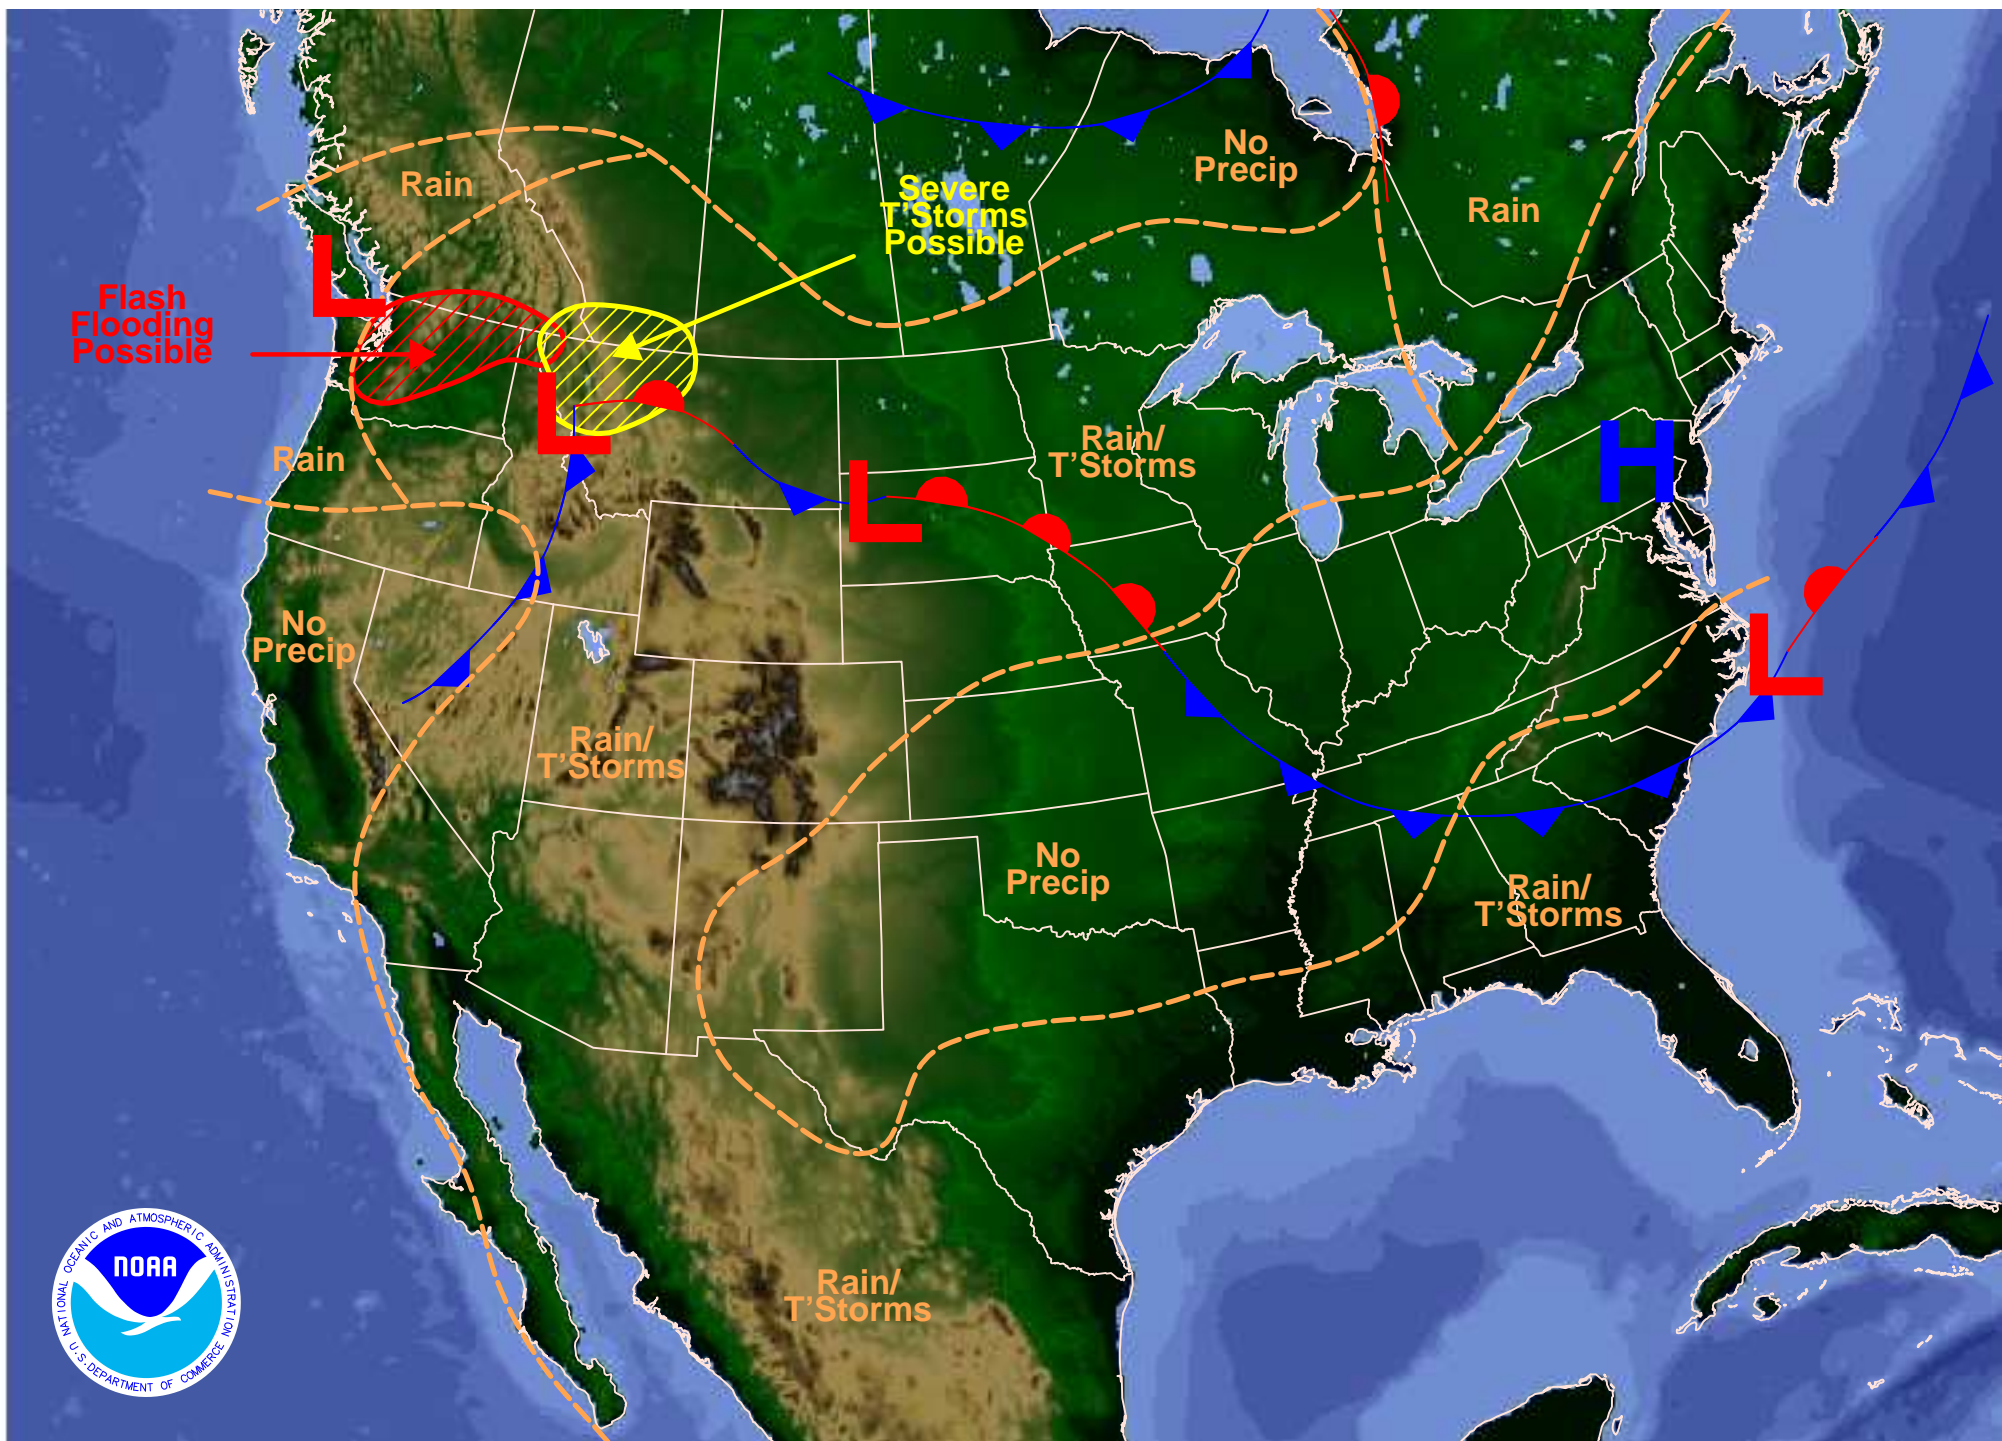 No
Precip
Rain
Severe
T'Storms
Possible
Rain
L
Flash
Flooding
Possible
L
Rain/
T'Storms
H
Rain
L
No
Precip
L
Rain/
T'Storms
No
Precip
Rain/
T'Storms
Rain/
T'Storms
NATIONAL OCEANIC AND ATMOSPHERIC ADMINISTRATION
NOAA
U.S. DEPARTMENT OF COMMERCE